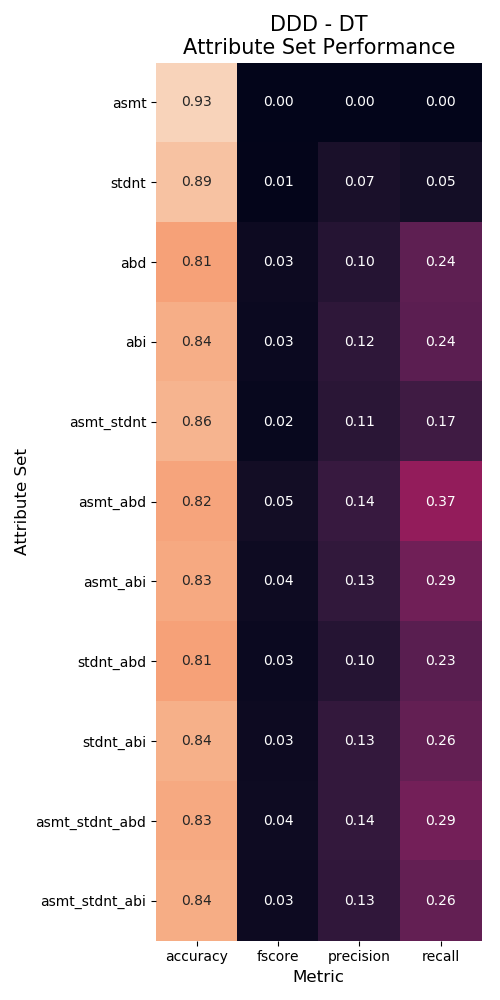 DDD - DT
Attribute Set Performance
asmt 0.93 0.00 0.00 0.00
stdnt 0.89 0.01 0.07 0.05
abd 0.81 0.03 0.10 0.24
abi 0.84 0.03 0.12 0.24
asmt_stdnt 0.86 0.02 0.11 0.17
asmt_abd 0.82 0.05 0.14 0.37
asmt_abi 0.83 0.04 0.13 0.29
stdnt_abd 0.81 0.03 0.10 0.23
stdnt_abi 0.84 0.03 0.13 0.26
asmt_stdnt_abd 0.83 0.04 0.14 0.29
asmt_stdnt_abi 0.84 0.03 0.13 0.26
Attribute Set
accuracy fscore precision recall
Metric